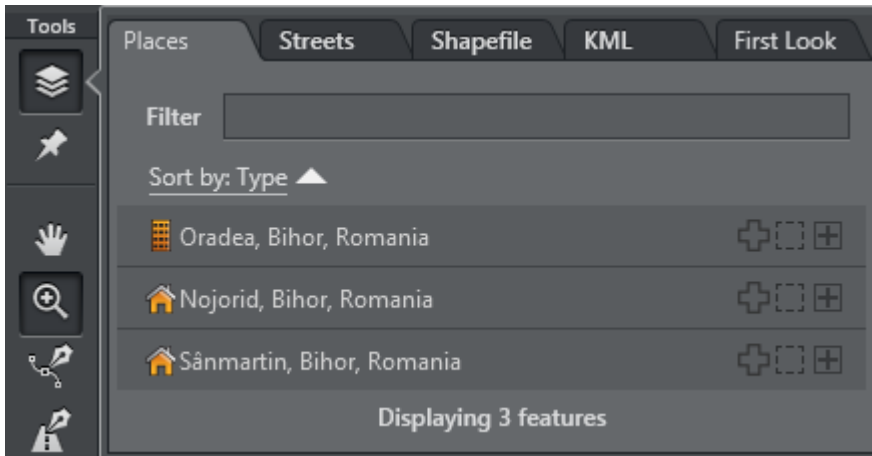 Tools
Places Streets Shapefile KML First Look
Filter
Sort by: Type
Oradea, Bihor, Romania
Nojorid, Bihor, Romania
Sânmartin, Bihor, Romania
Displaying 3 features